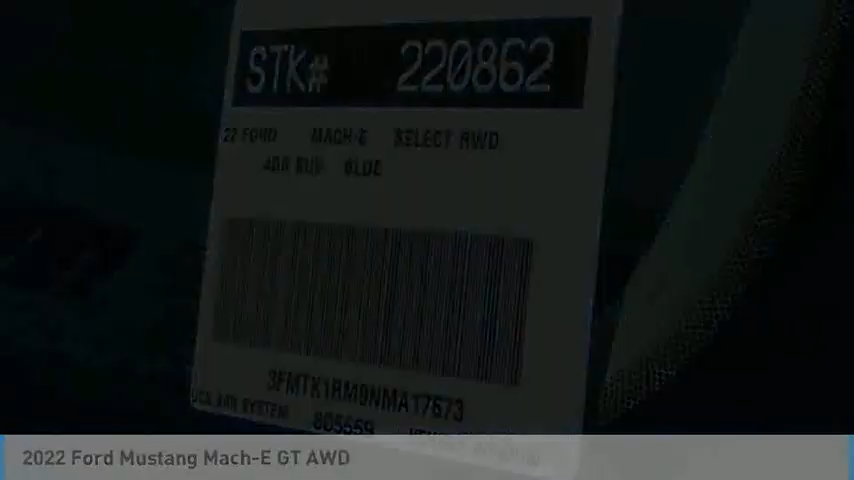 STK# 220862
22 FORD MACH-E SELECT RWD
4DR SUV BLUE
3FMTK1RM9NMA17673
805559
2022 Ford Mustang Mach-E GT AWD